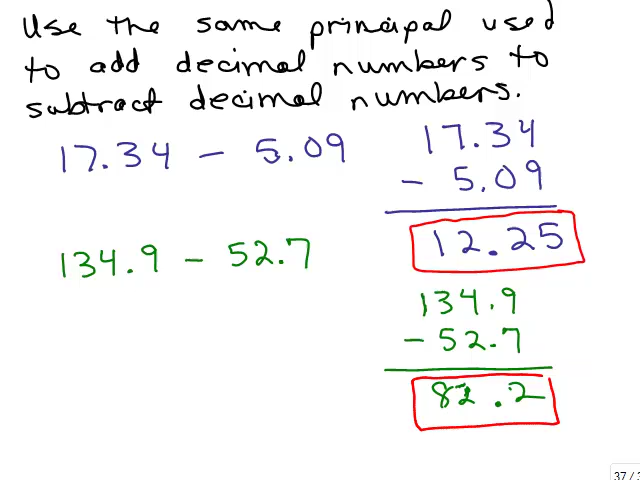 Use the same principal used
to add decimal numbers to
subtract decimal numbers.
17.34 - 5.09
17.34
- 5.09
12.25
134.9 - 52.7
134.9
- 52.7
82.2